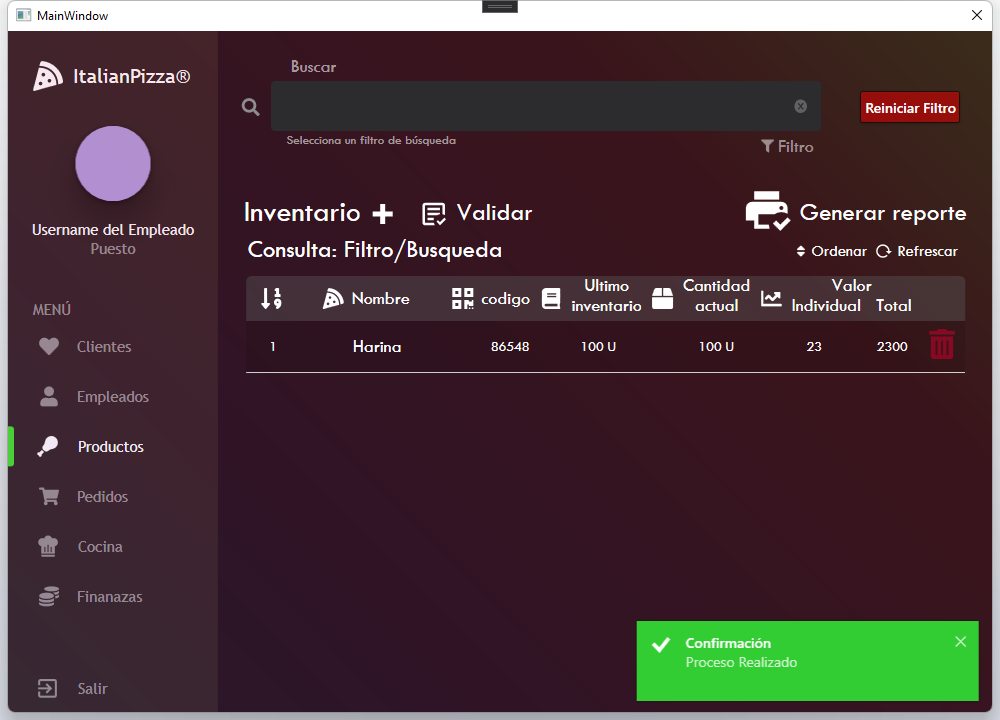 MainWindow
ItalianPizza®
Username del Empleado
Puesto
MENÚ
Clientes
Empleados
Productos
Pedidos
Cocina
Finanazas
Salir
Buscar
Reiniciar Filtro
Selecciona un filtro de búsqueda
Filtro
Inventario
Validar
Generar reporte
Consulta: Filtro/Busqueda
Ordenar Refrescar
Nombre codigo Ultimo inventario Cantidad actual Valor Individual Total
1 Harina 86548 100 U 100 U 23 2300
Confirmación
Proceso Realizado